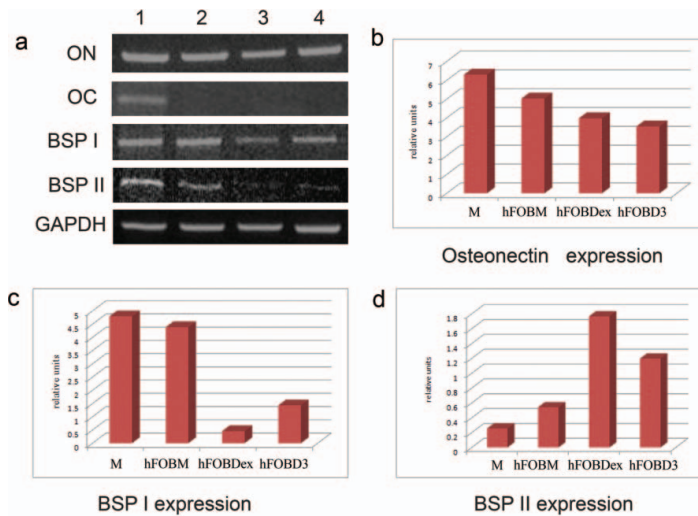 1 2 3 4
a
ON
OC
BSP I
BSP II
GAPDH
b
relative units
7
6
5
4
3
2
1
0
M hFOBM hFOBDex hFOBD3
Osteonectin expression
c
relative units
5
4.5
4
3.5
3
2.5
2
1.5
1
0.5
0
M hFOBM hFOBDex hFOBD3
BSP I expression
d
relative units
1.8
1.6
1.4
1.2
1
0.8
0.6
0.4
0.2
0
M hFOBM hFOBDex hFOBD3
BSP II expression